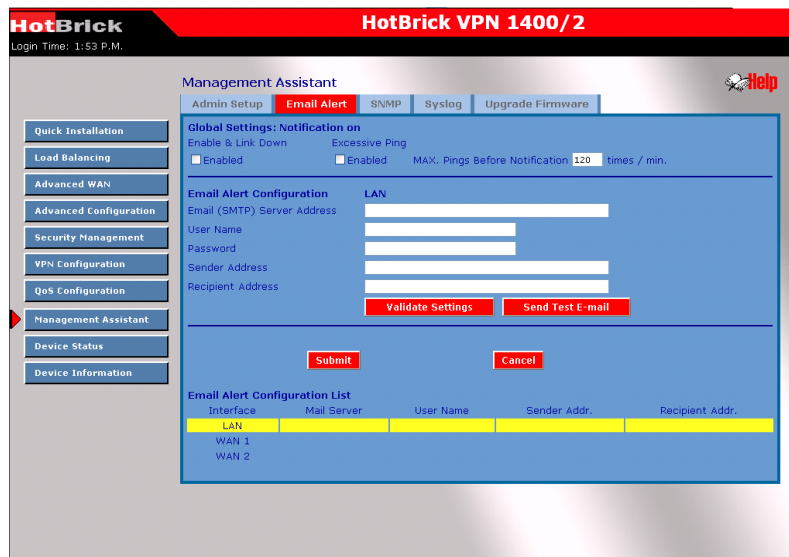 HotBrick
HotBrick VPN 1400/2
Login Time: 1:53 P.M.
Management Assistant
Help
Admin Setup Email Alert SNMP Syslog Upgrade Firmware
Quick Installation
Load Balancing
Advanced WAN
Advanced Configuration
Security Management
VPN Configuration
QoS Configuration
Management Assistant
Device Status
Device Information
Global Settings: Notification on
Enable & Link Down Excessive Ping
Enabled Enabled MAX. Pings Before Notification 120 times / min.
Email Alert Configuration LAN
Email (SMTP) Server Address
User Name
Password
Sender Address
Recipient Address
Validate Settings Send Test E-mail
Submit Cancel
Email Alert Configuration List
Interface Mail Server User Name Sender Addr. Recipient Addr.
LAN
WAN 1
WAN 2